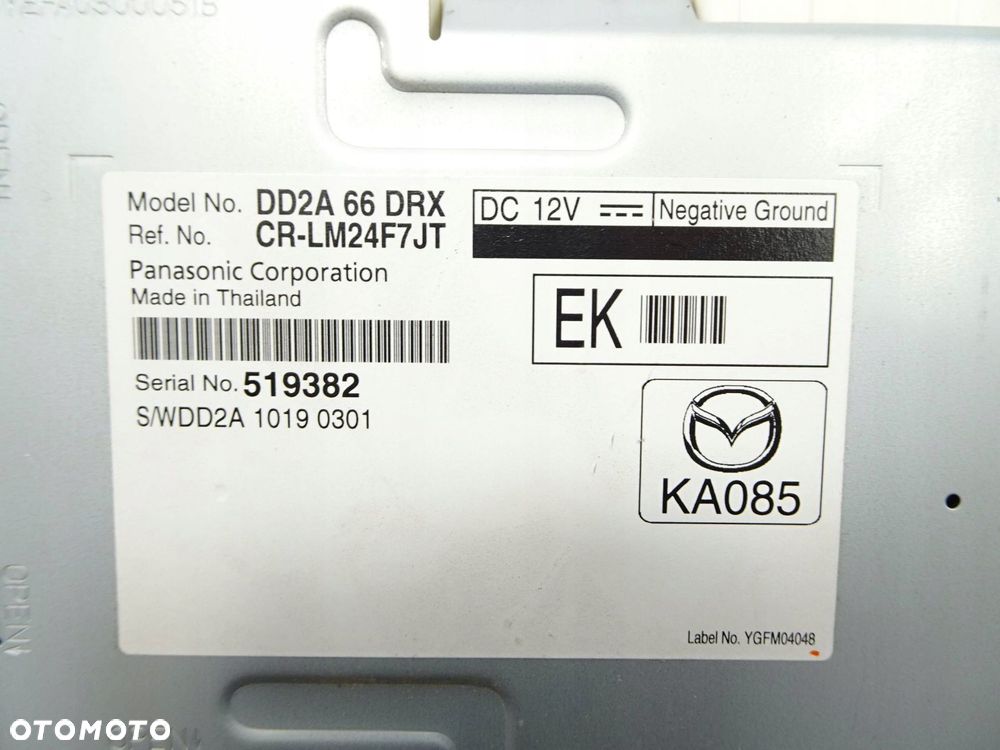 Model No. DD2A 66 DRX
Ref. No. CR-LM24F7JT
Panasonic Corporation
Made in Thailand
Serial No. 519382
S/WDD2A 1019 0301
DC 12V
Negative Ground
EK
KA085
Label No. YGFM04048
OPEN
OTOMOTO